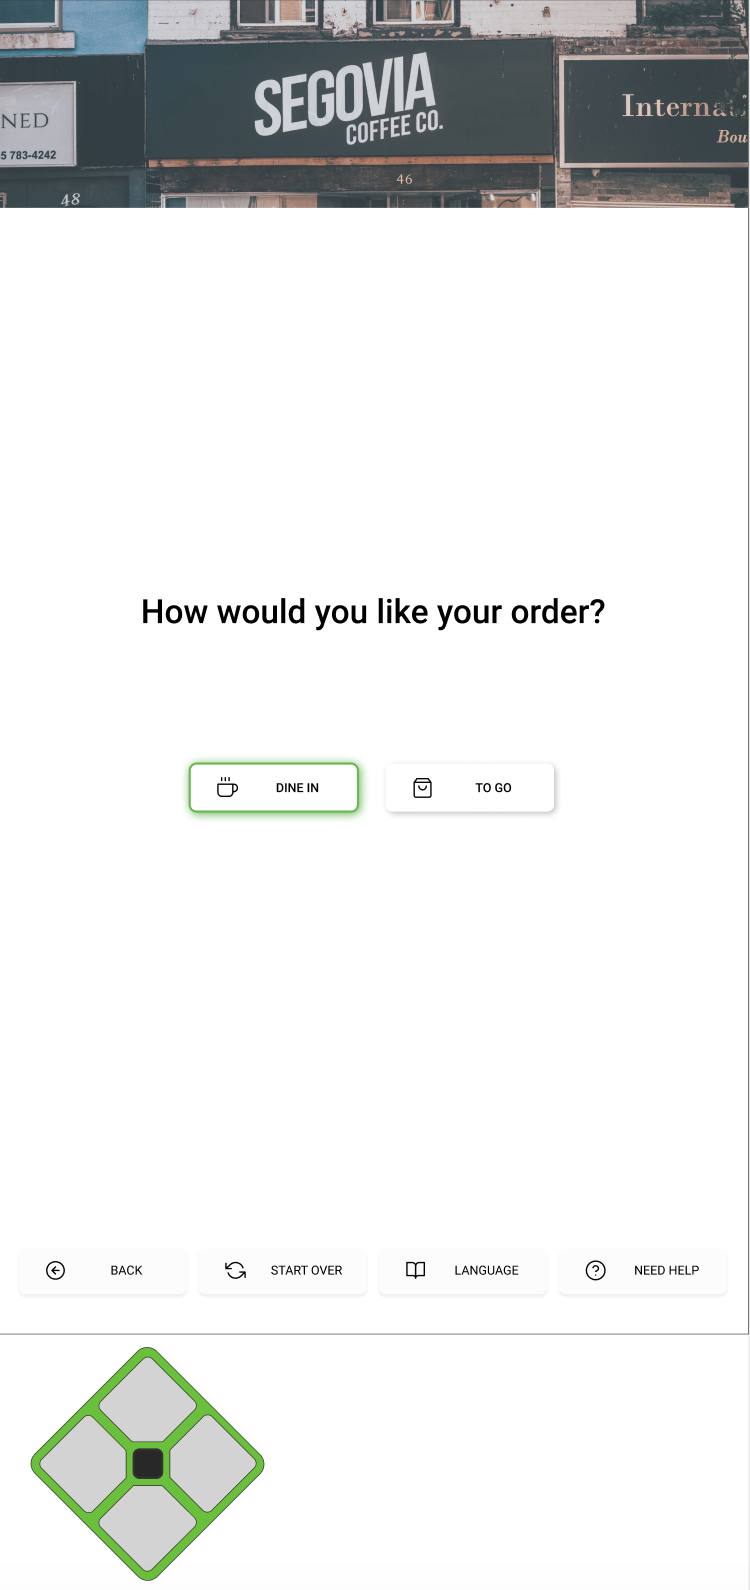 SEGOVIA
COFFEE CO.
NED
5 783-4242
48
46
Internat
Bou
How would you like your order?
DINE IN
TO GO
BACK
START OVER
LANGUAGE
NEED HELP